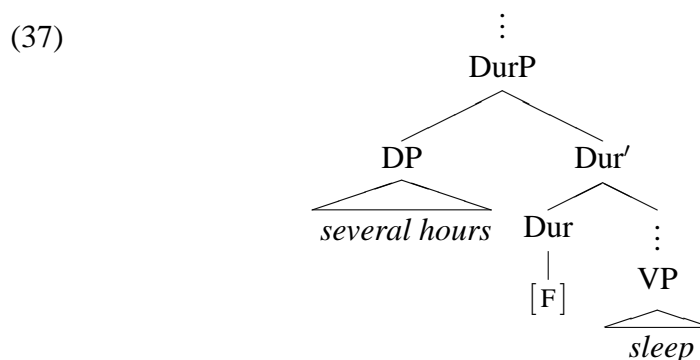 (37)
⋮
DurP
DP Dur′
several hours Dur ⋮
[F] VP
sleep